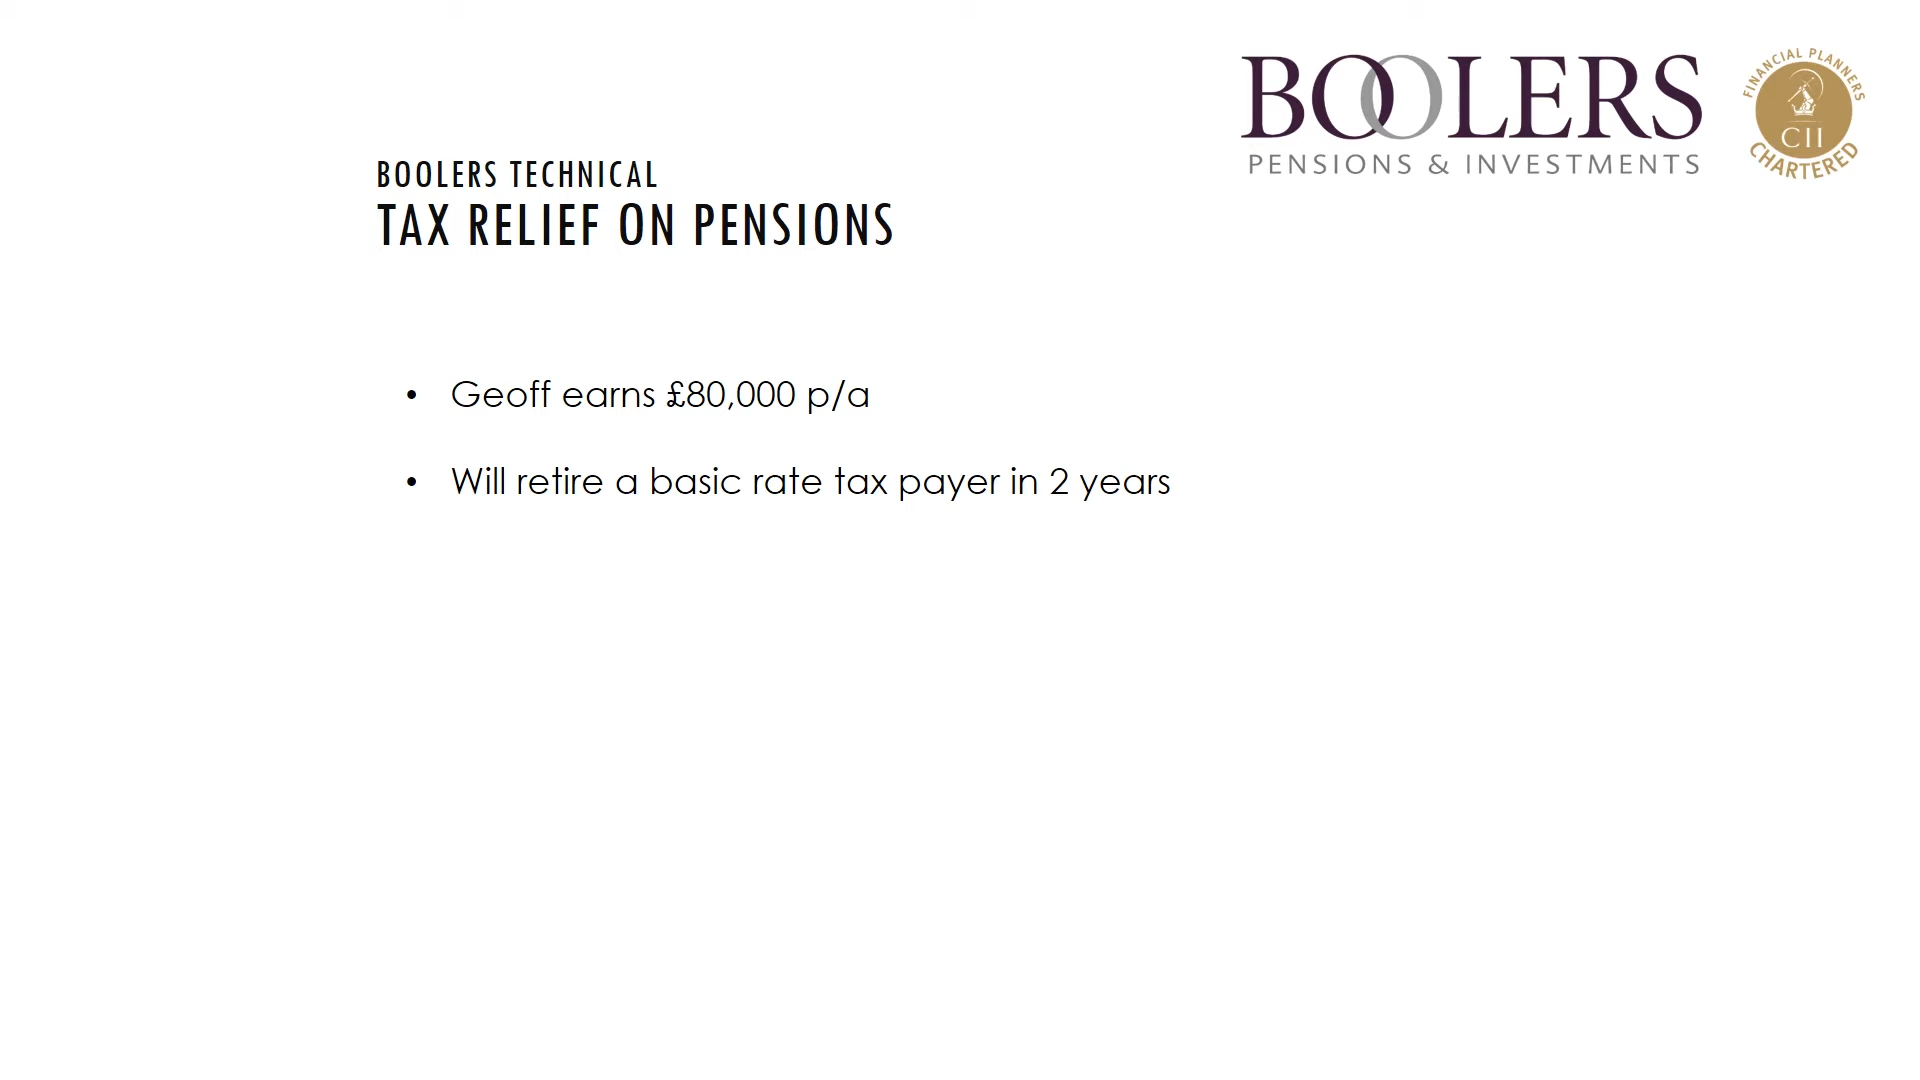 BOOLERS
PENSIONS & INVESTMENTS
FINANCIAL PLANNERS
CII
CHARTERED
BOOLERS TECHNICAL
TAX RELIEF ON PENSIONS
• Geoff earns £80,000 p/a
• Will retire a basic rate tax payer in 2 years